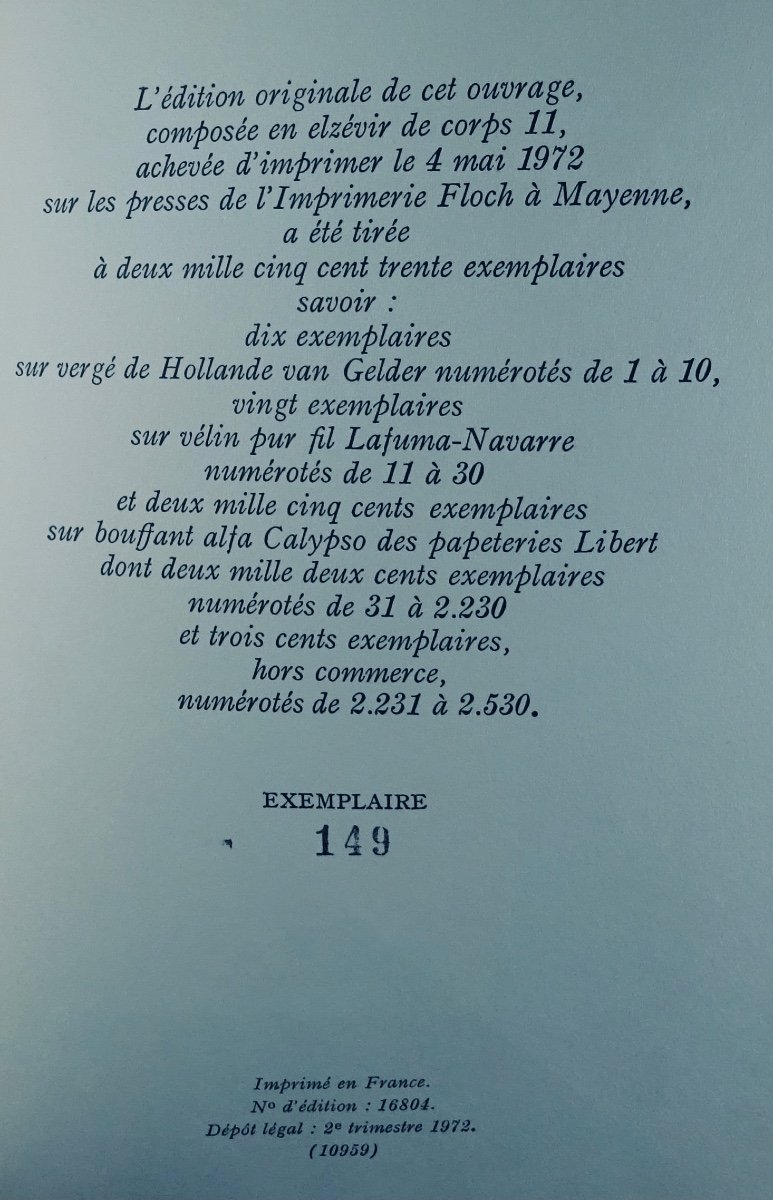 L'édition originale de cet ouvrage,
composée en elzévir de corps 11,
achevée d'imprimer le 4 mai 1972
sur les presses de l'Imprimerie Floch à Mayenne,
a été tirée
à deux mille cinq cent trente exemplaires
savoir :
dix exemplaires
sur vergé de Hollande van Gelder numérotés de 1 à 10,
vingt exemplaires
sur vélin pur fil Lafuma-Navarre
numérotés de 11 à 30
et deux mille cinq cents exemplaires
sur bouffant alfa Calypso des papeteries Libert
dont deux mille deux cents exemplaires
numérotés de 31 à 2.230
et trois cents exemplaires,
hors commerce,
numérotés de 2.231 à 2.530.
EXEMPLAIRE
149
Imprimé en France.
Nº d'édition : 16804.
Dépôt légal : 2e trimestre 1972.
(10959)